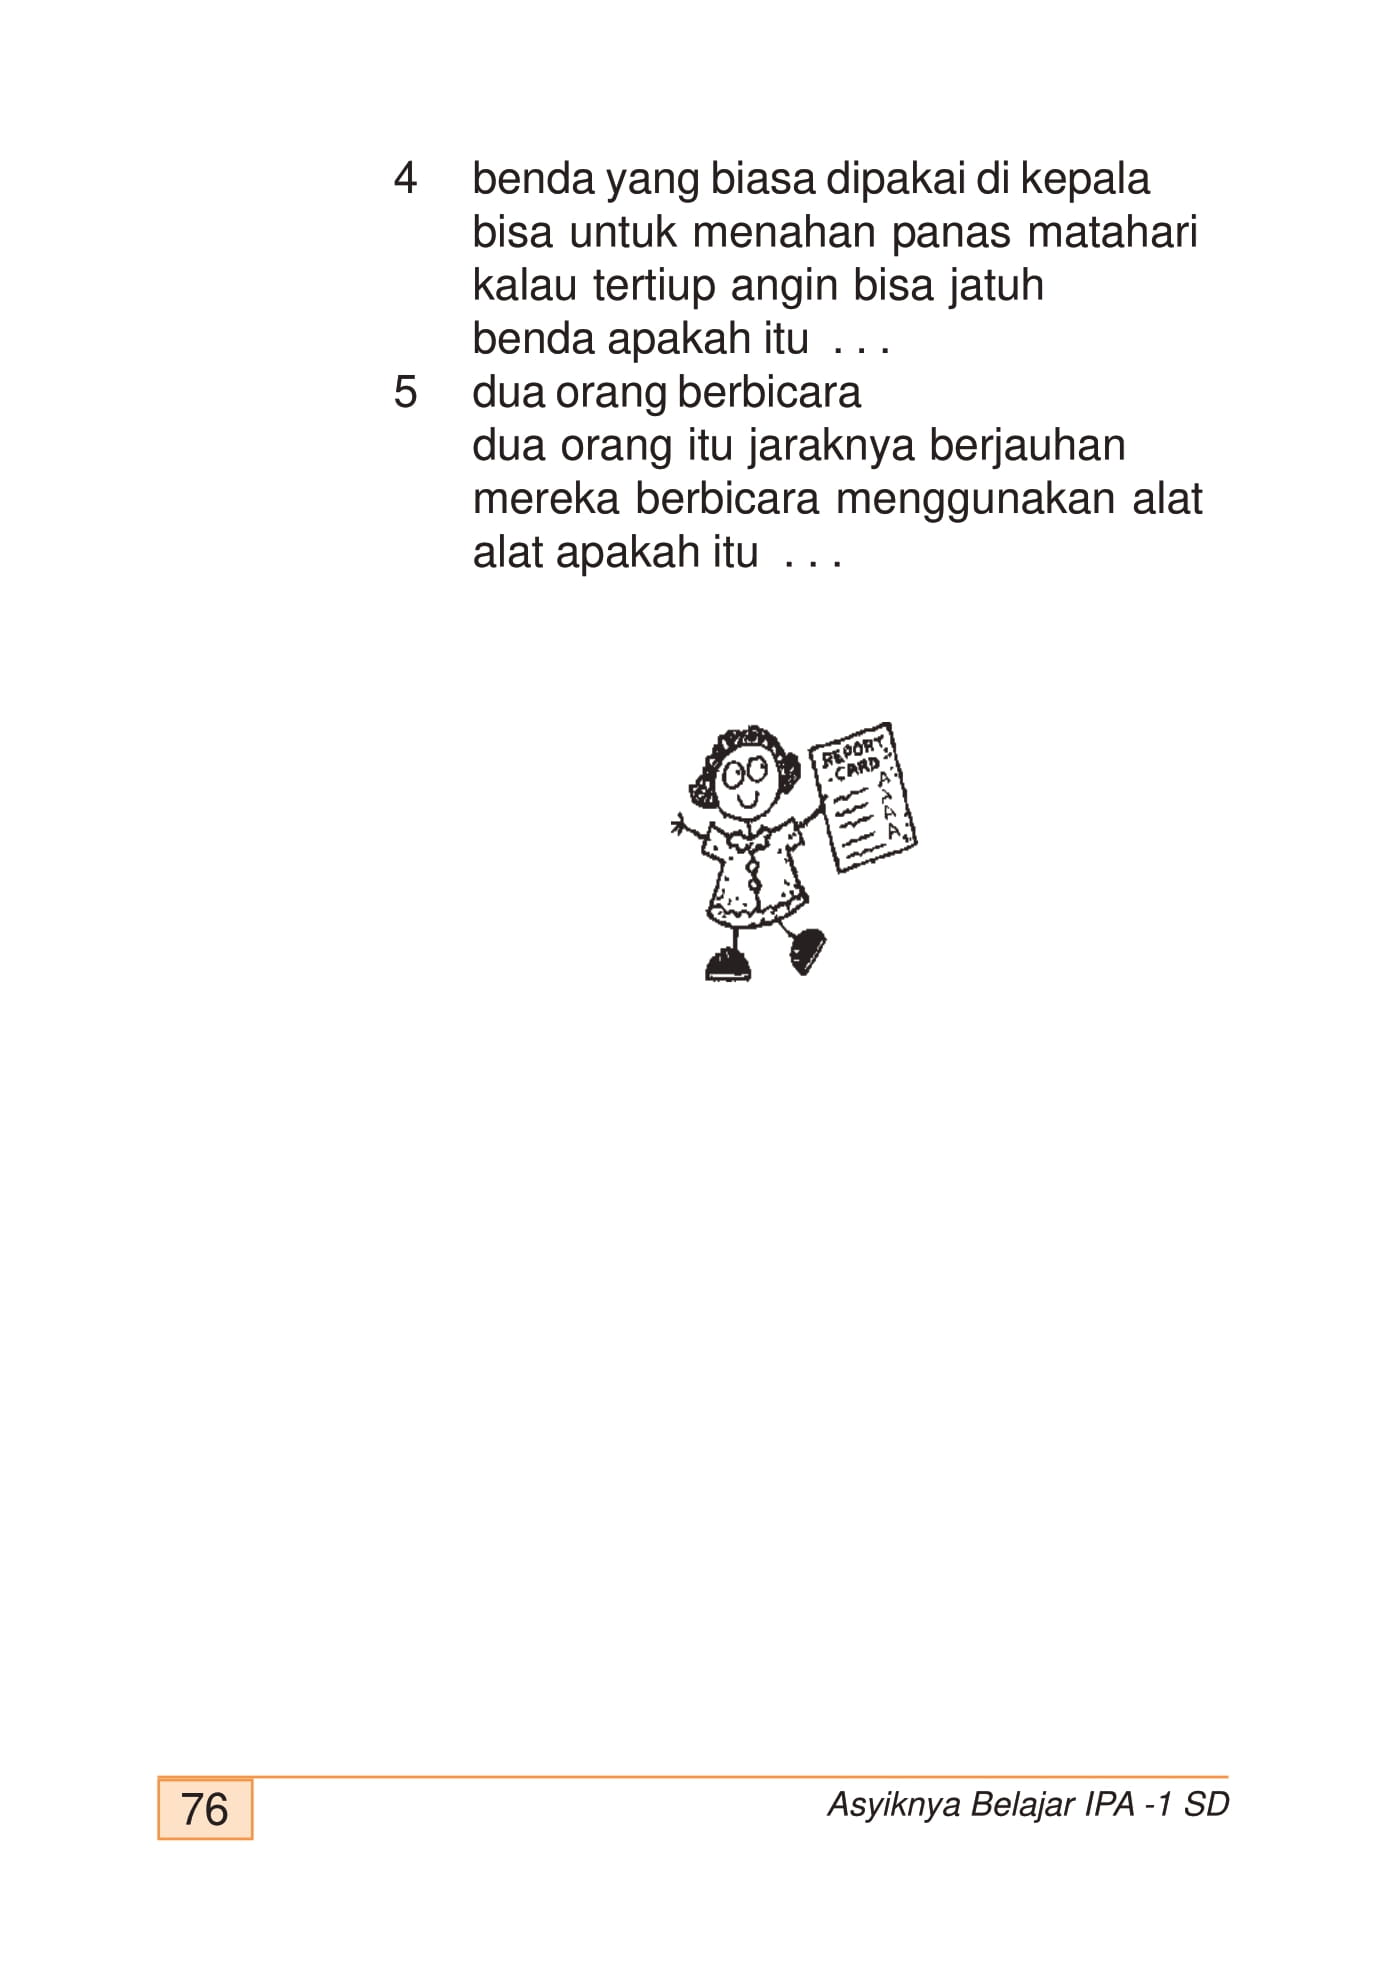 4 benda yang biasa dipakai di kepala
bisa untuk menahan panas matahari
kalau tertiup angin bisa jatuh
benda apakah itu . . .
5 dua orang berbicara
dua orang itu jaraknya berjauhan
mereka berbicara menggunakan alat
alat apakah itu . . .
REPORT
CARD
A
A
A
A
76
Asyiknya Belajar IPA -1 SD